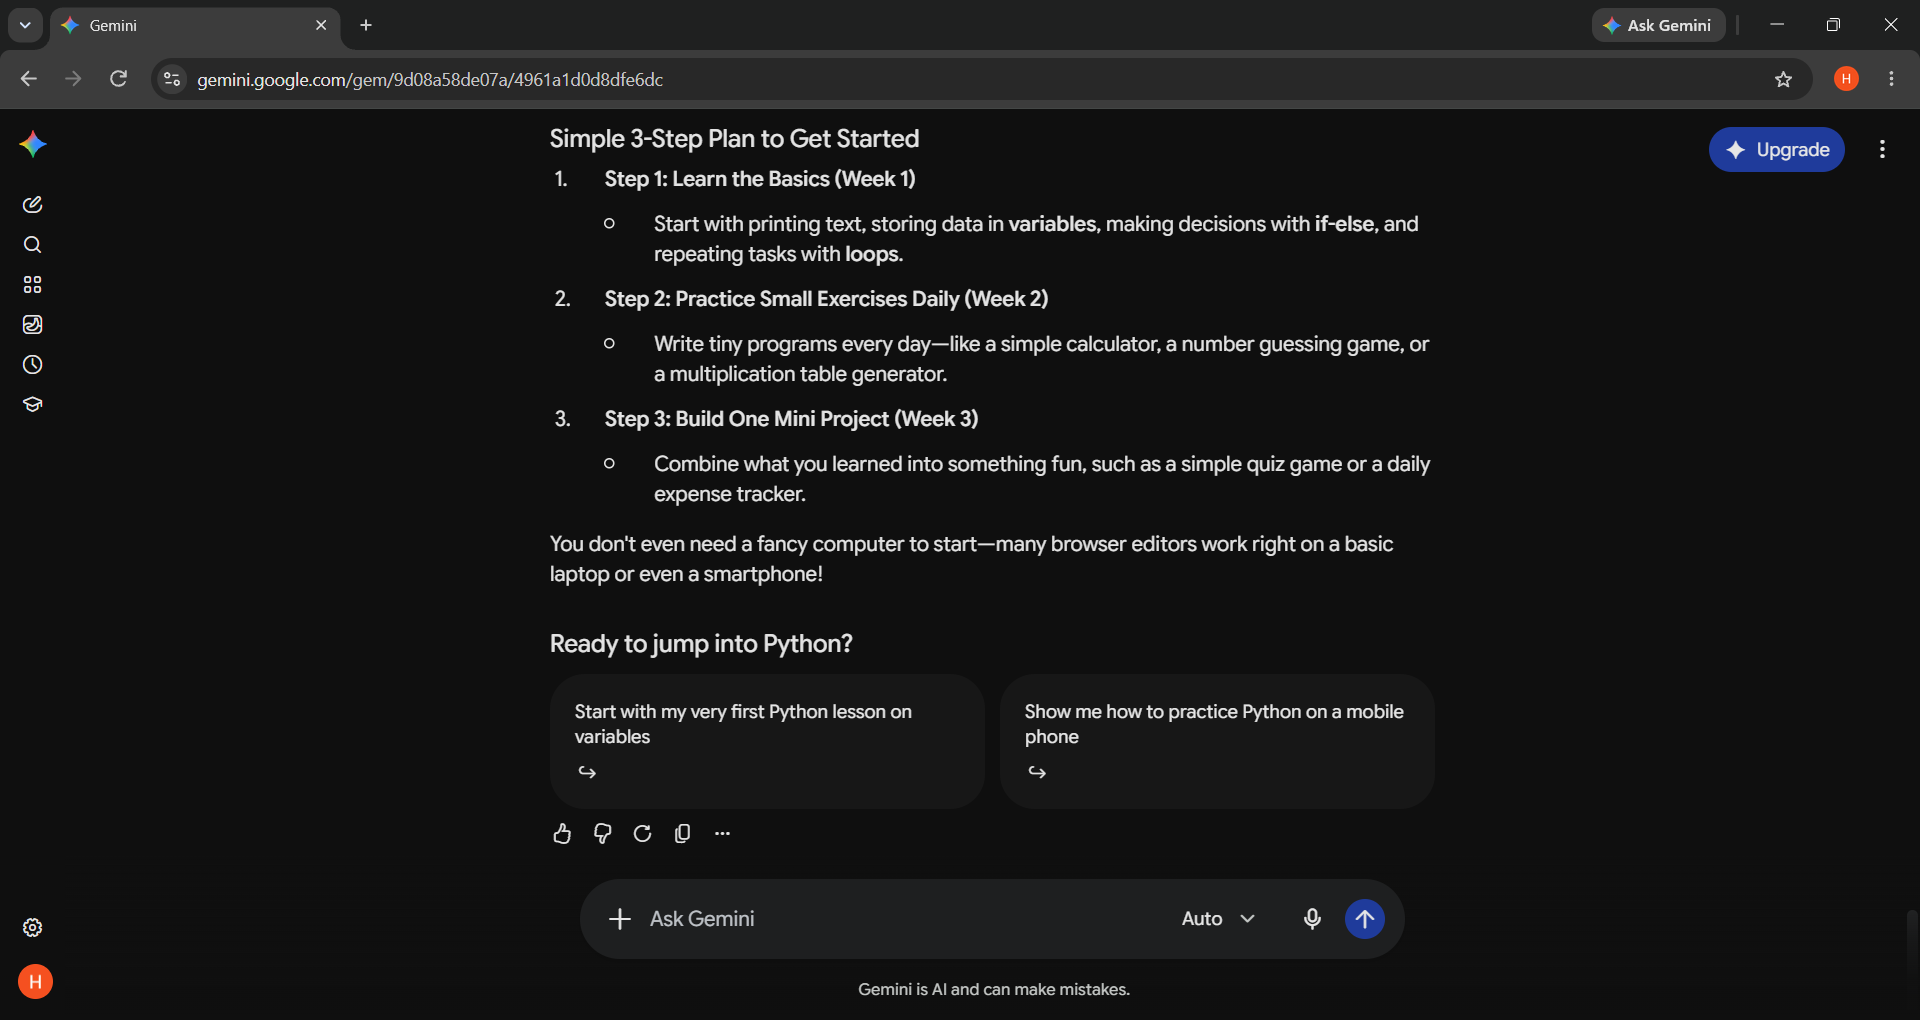 Gemini
Ask Gemini
gemini.google.com/gem/9d08a58de07a/4961a1d0d8dfe6dc
H
Upgrade
Simple 3-Step Plan to Get Started
1. Step 1: Learn the Basics (Week 1)
Start with printing text, storing data in variables, making decisions with if-else, and
repeating tasks with loops.
2. Step 2: Practice Small Exercises Daily (Week 2)
Write tiny programs every day—like a simple calculator, a number guessing game, or
a multiplication table generator.
3. Step 3: Build One Mini Project (Week 3)
Combine what you learned into something fun, such as a simple quiz game or a daily
expense tracker.
You don't even need a fancy computer to start—many browser editors work right on a basic
laptop or even a smartphone!
Ready to jump into Python?
Start with my very first Python lesson on
variables
Show me how to practice Python on a mobile
phone
Ask Gemini
Auto
H
Gemini is AI and can make mistakes.